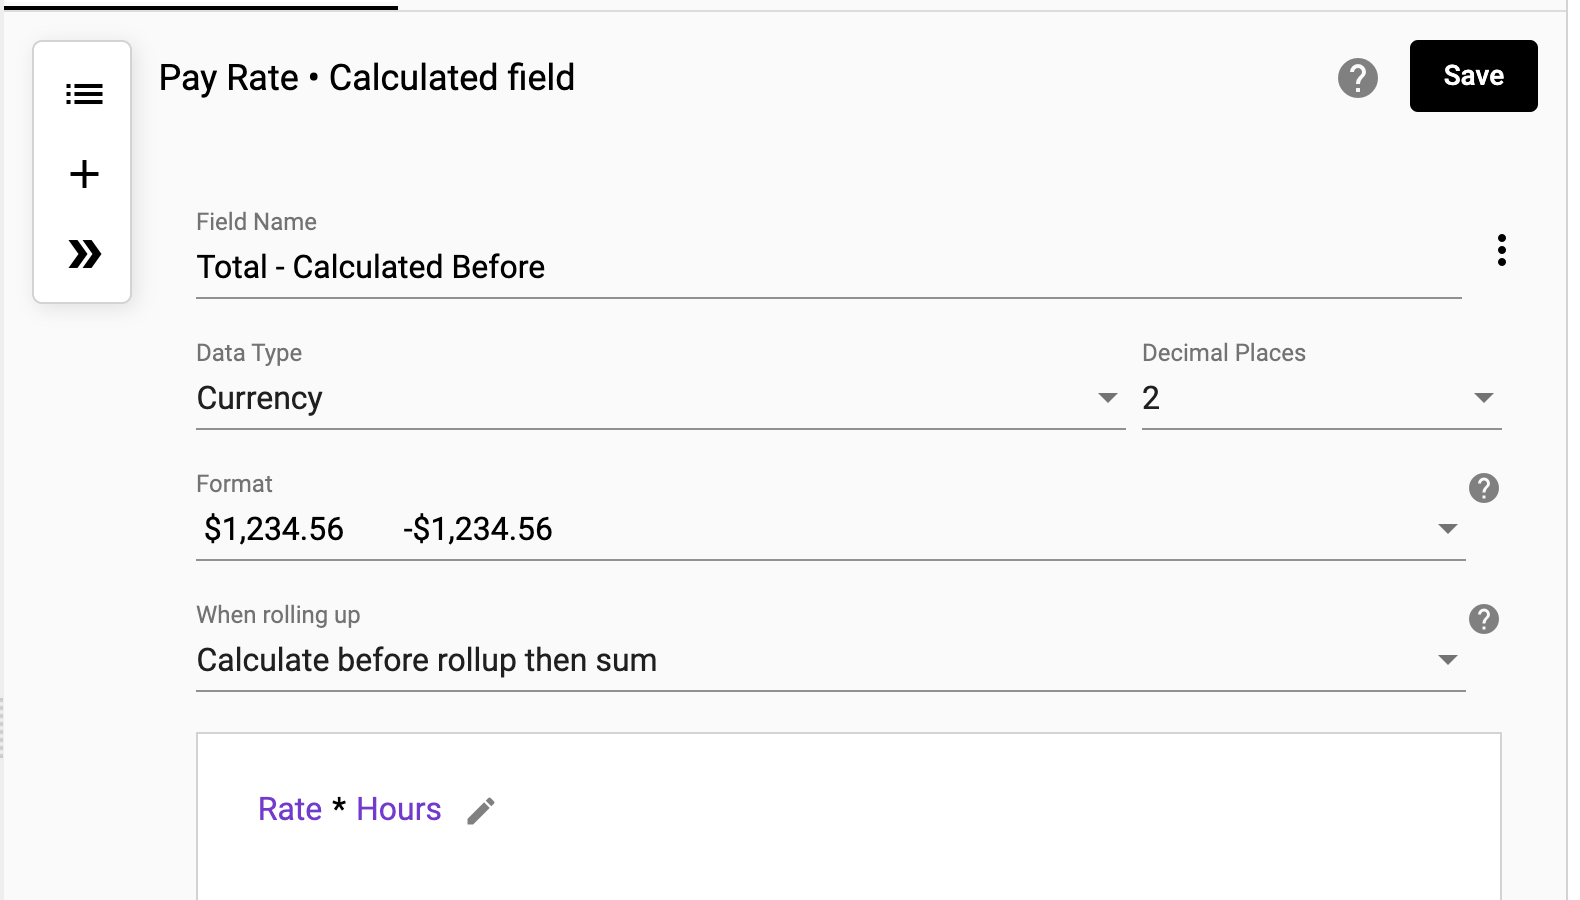 Pay Rate • Calculated field
Save
Field Name
Total - Calculated Before
Data Type
Decimal Places
Currency
2
Format
$1,234.56 -$1,234.56
When rolling up
Calculate before rollup then sum
Rate * Hours